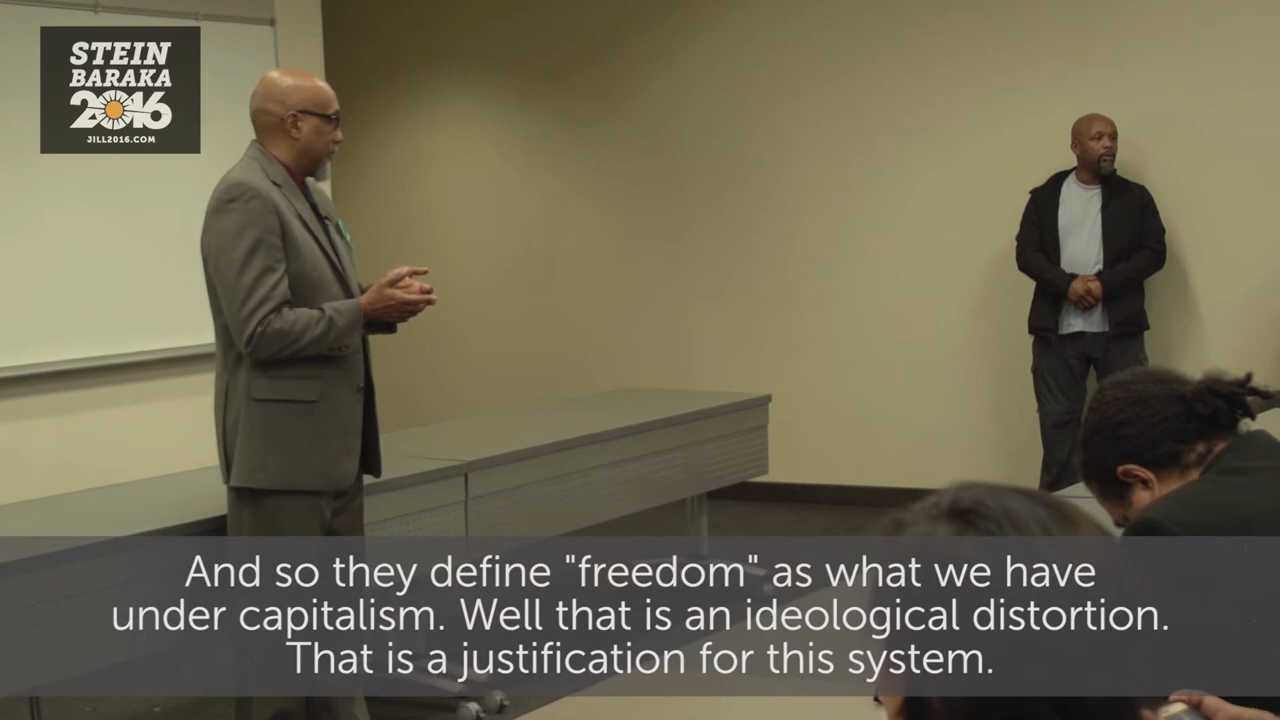 STEIN
BARAKA
2016
JILL2016.COM
And so they define "freedom" as what we have
under capitalism. Well that is an ideological distortion.
That is a justification for this system.